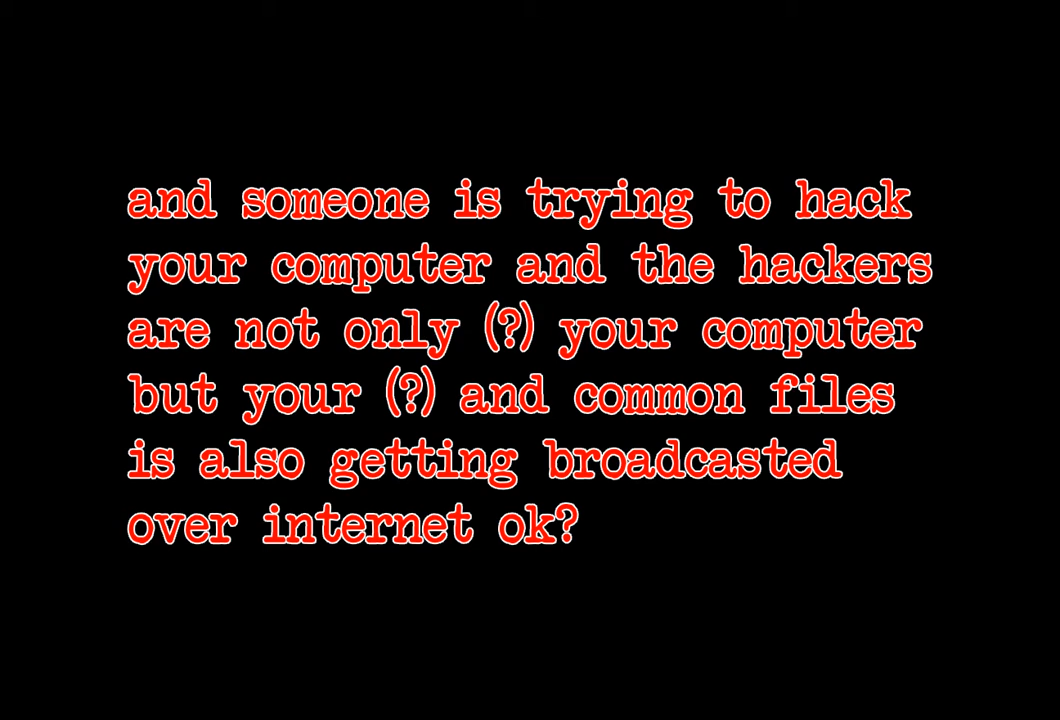 and someone is trying to hack
your computer and the hackers
are not only (?) your computer
but your (?) and common files
is also getting broadcasted
over internet ok?